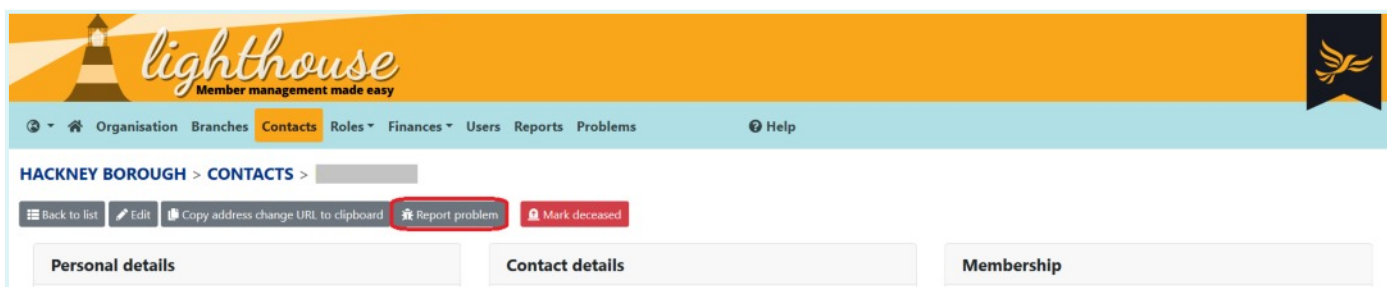 lighthouse
Member management made easy
Organisation Branches Contacts Roles Finances Users Reports Problems Help
HACKNEY BOROUGH > CONTACTS >
Back to list Edit Copy address change URL to clipboard Report problem Mark deceased
Personal details Contact details Membership